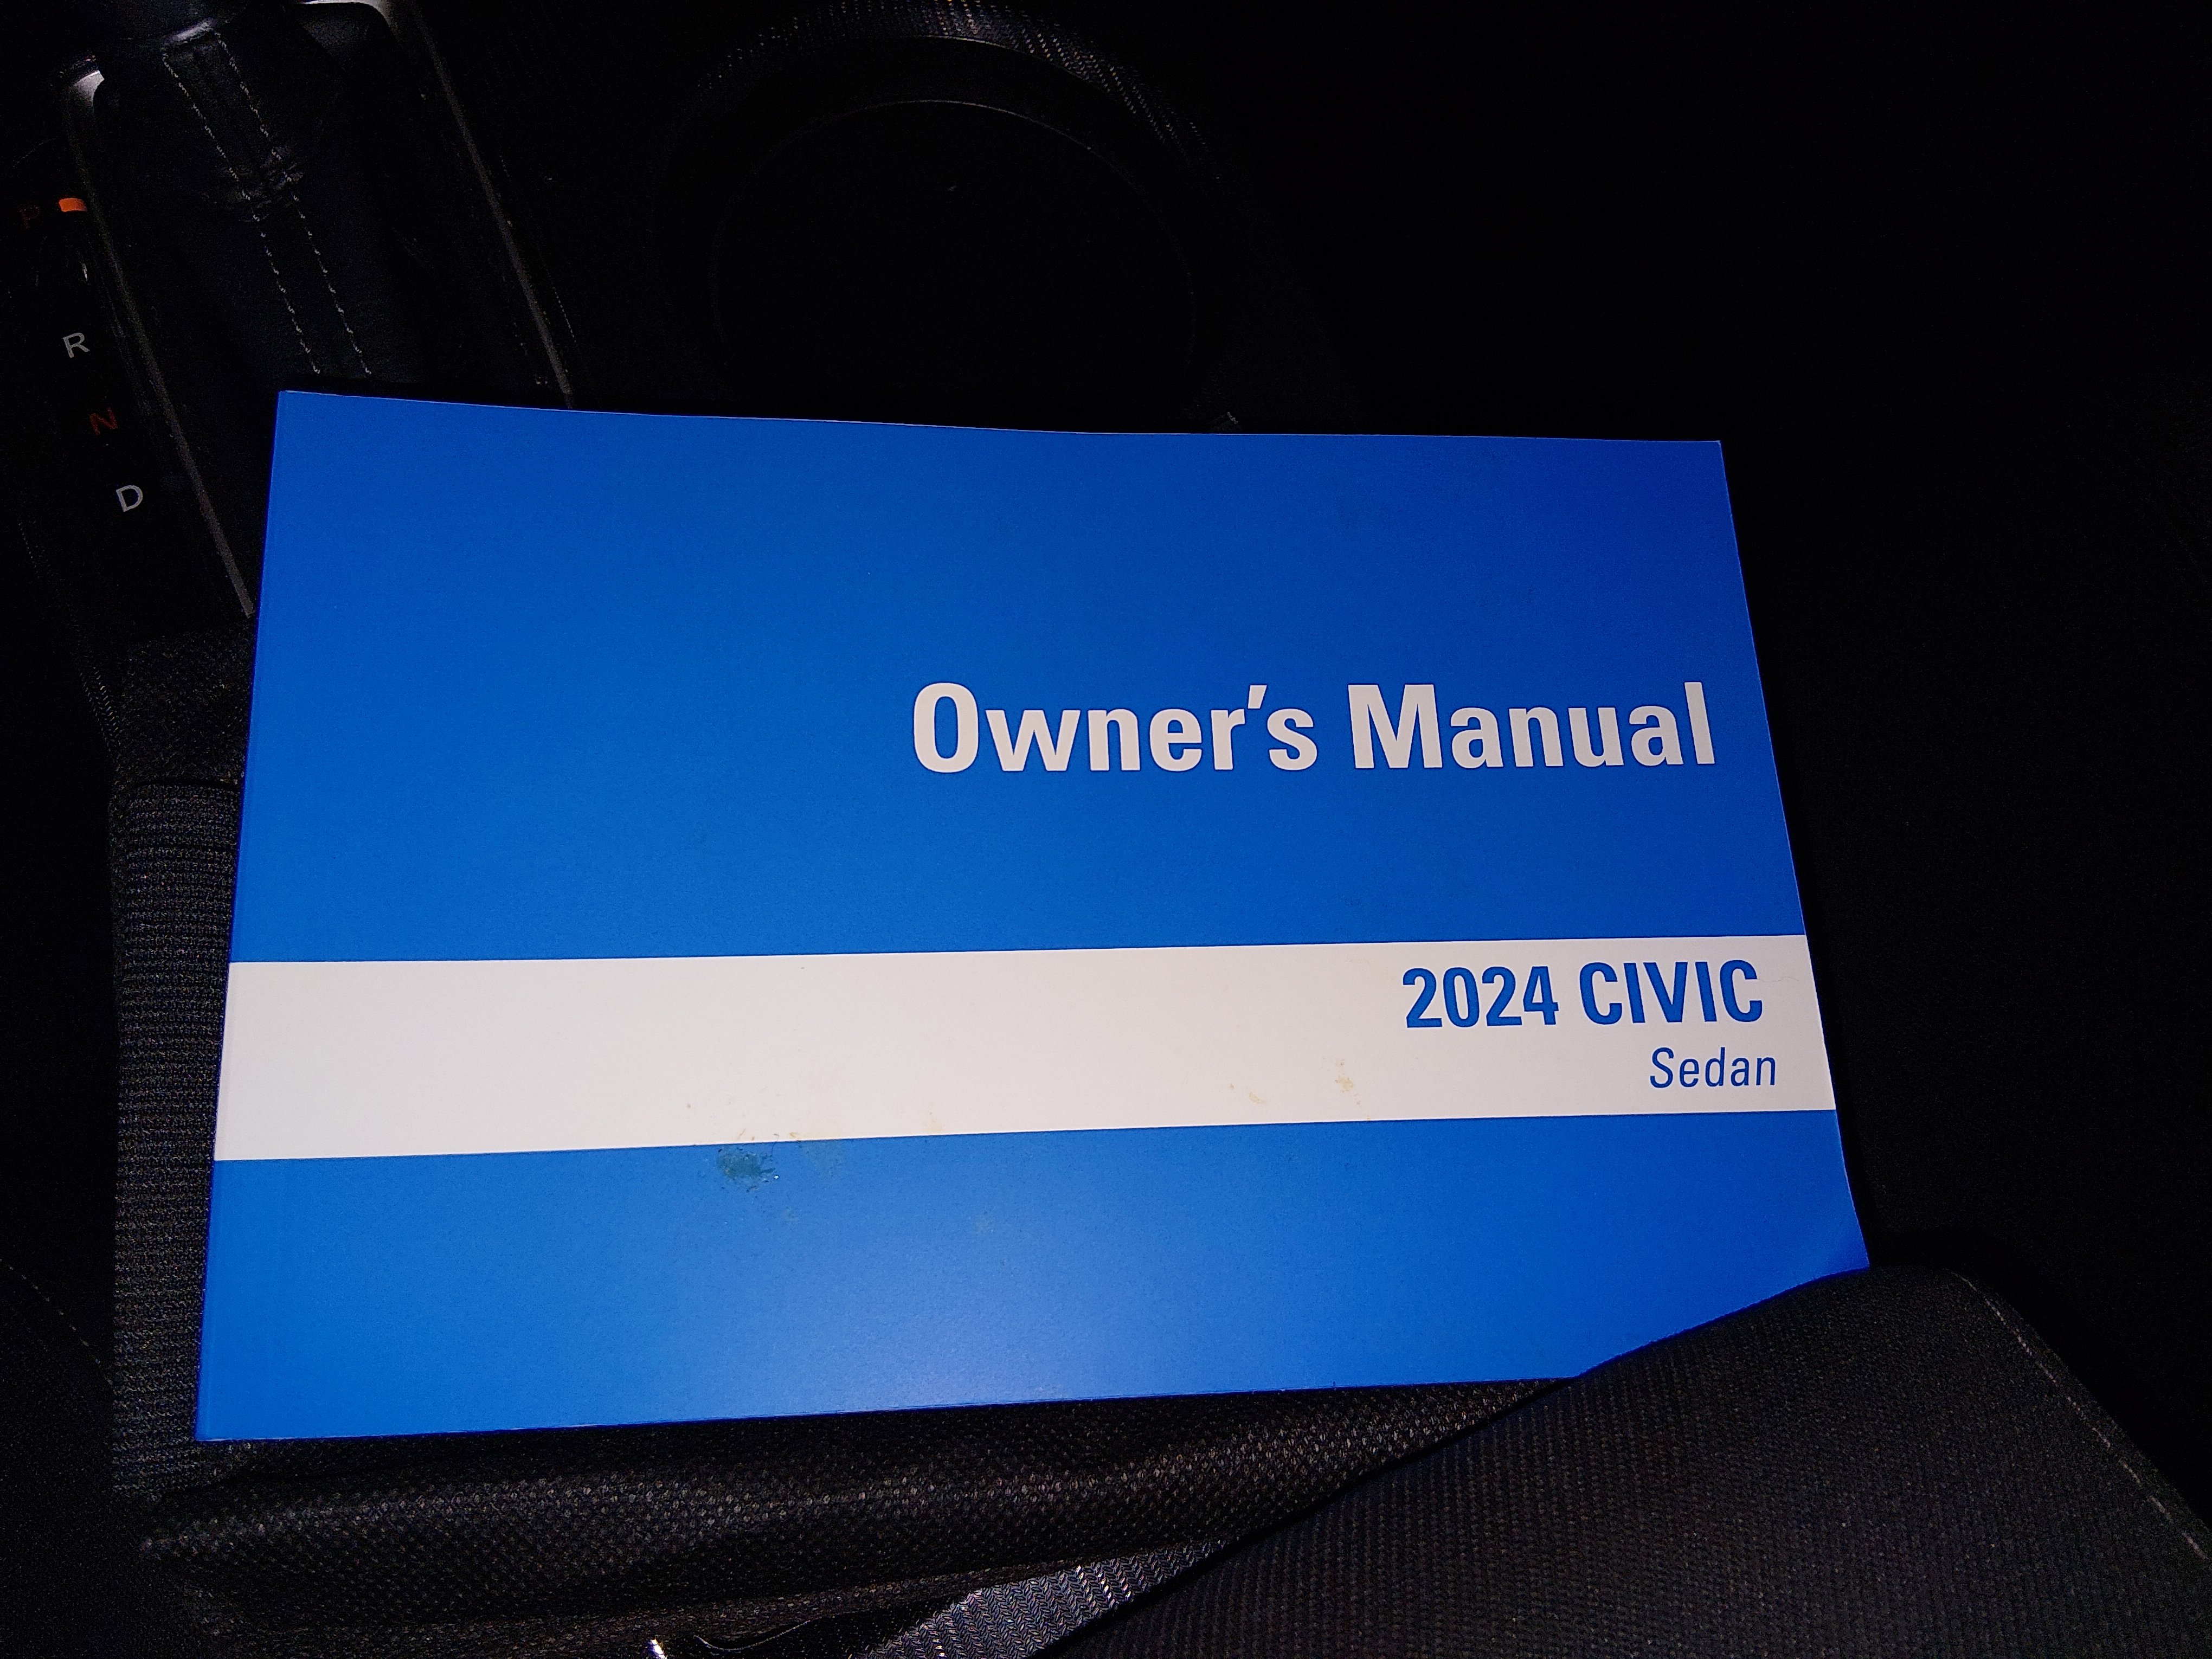 P
R
N
D
Owner's Manual
2024 CIVIC
Sedan